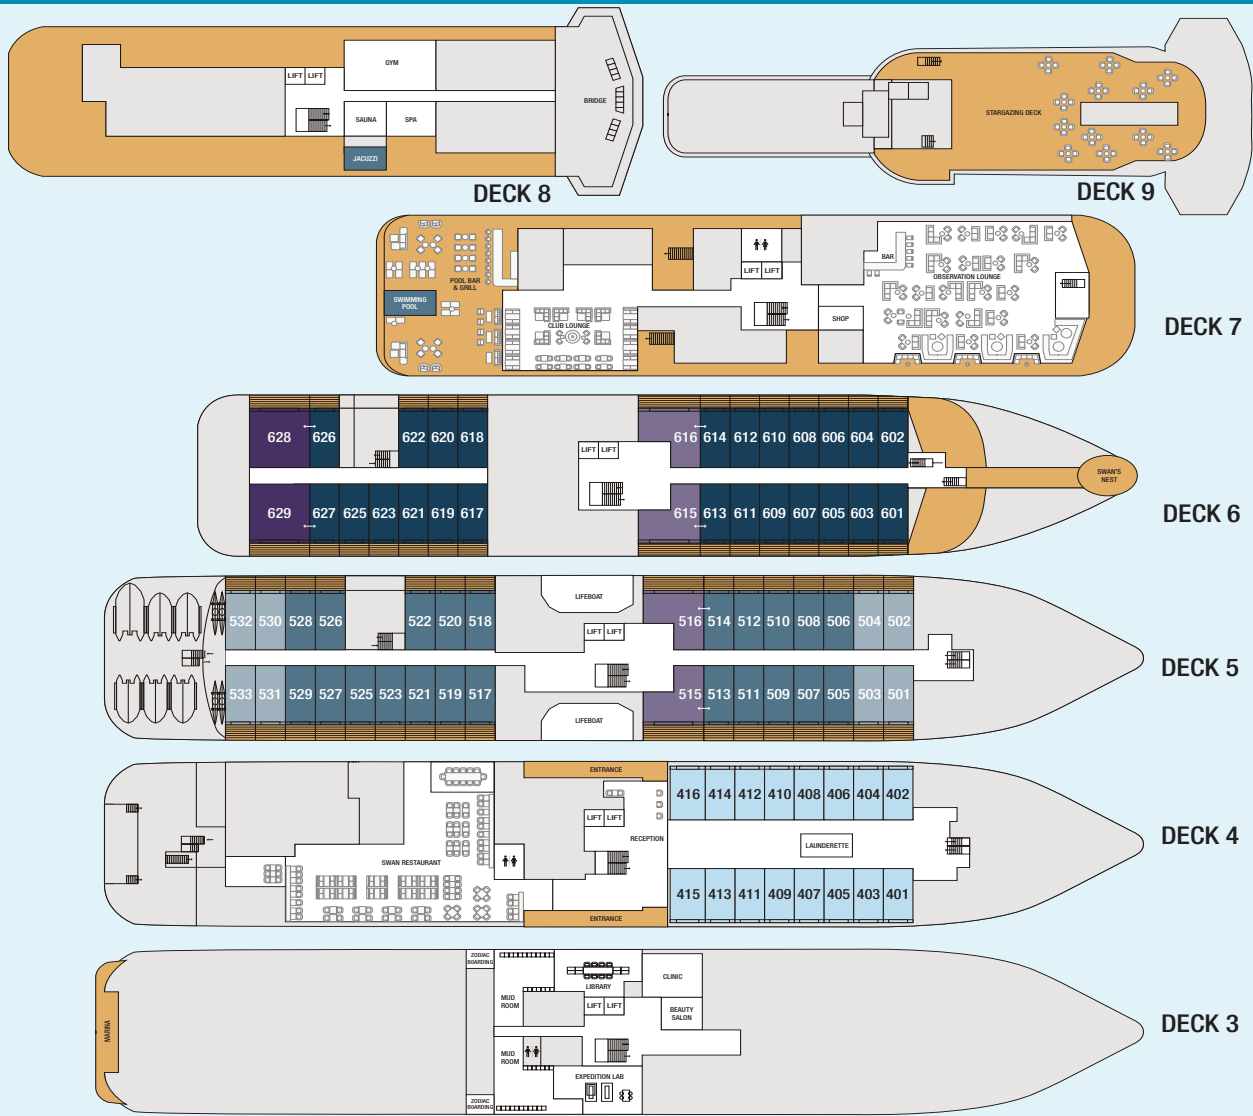 GYM
LIFT LIFT
BRIDGE
SAUNA SPA
JACUZZI
DECK 8
STARGAZING DECK
DECK 9
POOL BAR
& GRILL
SWIMMING
POOL
CLUB LOUNGE
LIFT LIFT
SHOP
BAR
OBSERVATION LOUNGE
DECK 7
628 626 622 620 618 616 614 612 610 608 606 604 602
LIFT LIFT
SWAN'S
NEST
629 627 625 623 621 619 617 615 613 611 609 607 605 603 601
DECK 6
LIFEBOAT
532 530 528 526 522 520 518 516 514 512 510 508 506 504 502
LIFT LIFT
533 531 529 527 525 523 521 519 517 515 513 511 509 507 505 503 501
LIFEBOAT
DECK 5
ENTRANCE
416 414 412 410 408 406 404 402
LIFT LIFT
RECEPTION
LAUNDERETTE
SWAN RESTAURANT
415 413 411 409 407 405 403 401
ENTRANCE
DECK 4
ZODIAC
BOARDING
LIBRARY
CLINIC
MUD
ROOM
LIFT LIFT
BEAUTY
SALON
MARINA
MUD
ROOM
EXPEDITION LAB
ZODIAC
BOARDING
DECK 3